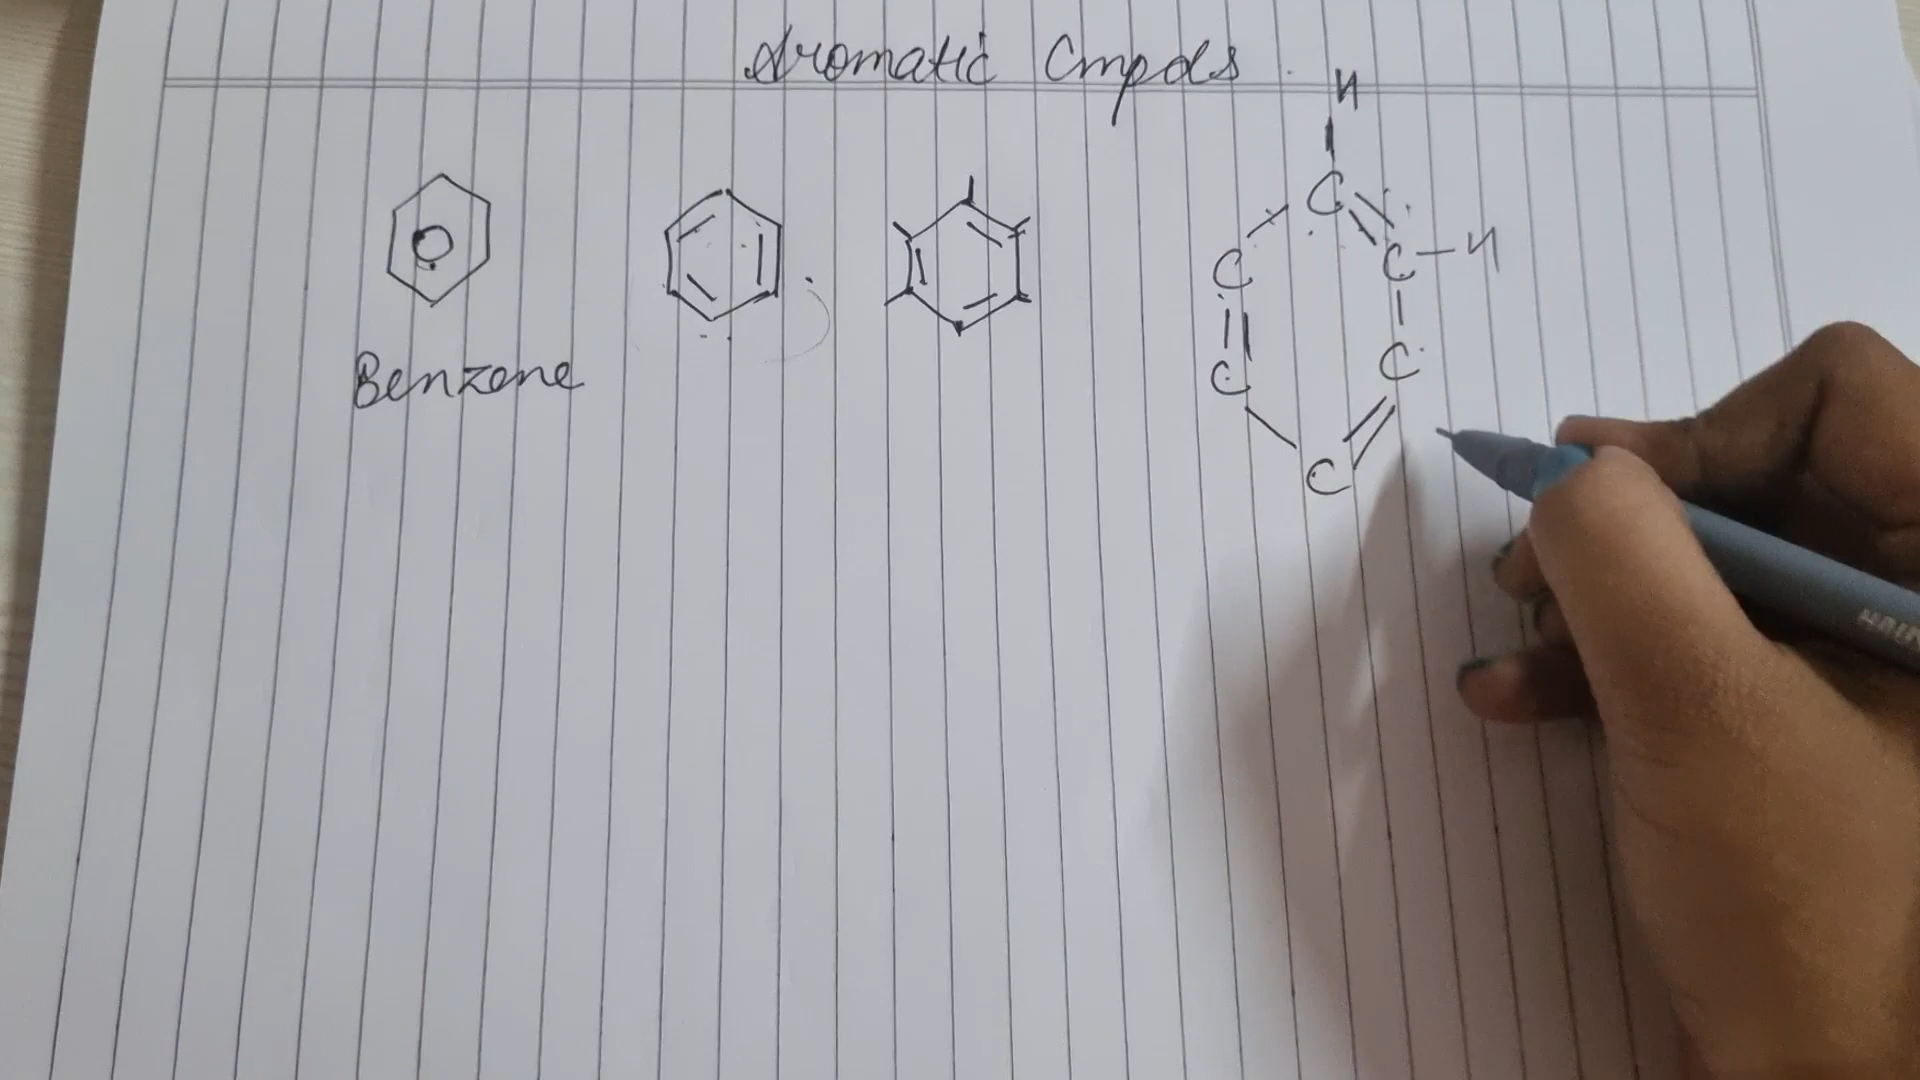 Aromatic Cmpds.
H
C
C C-H
C C
C
Benzene